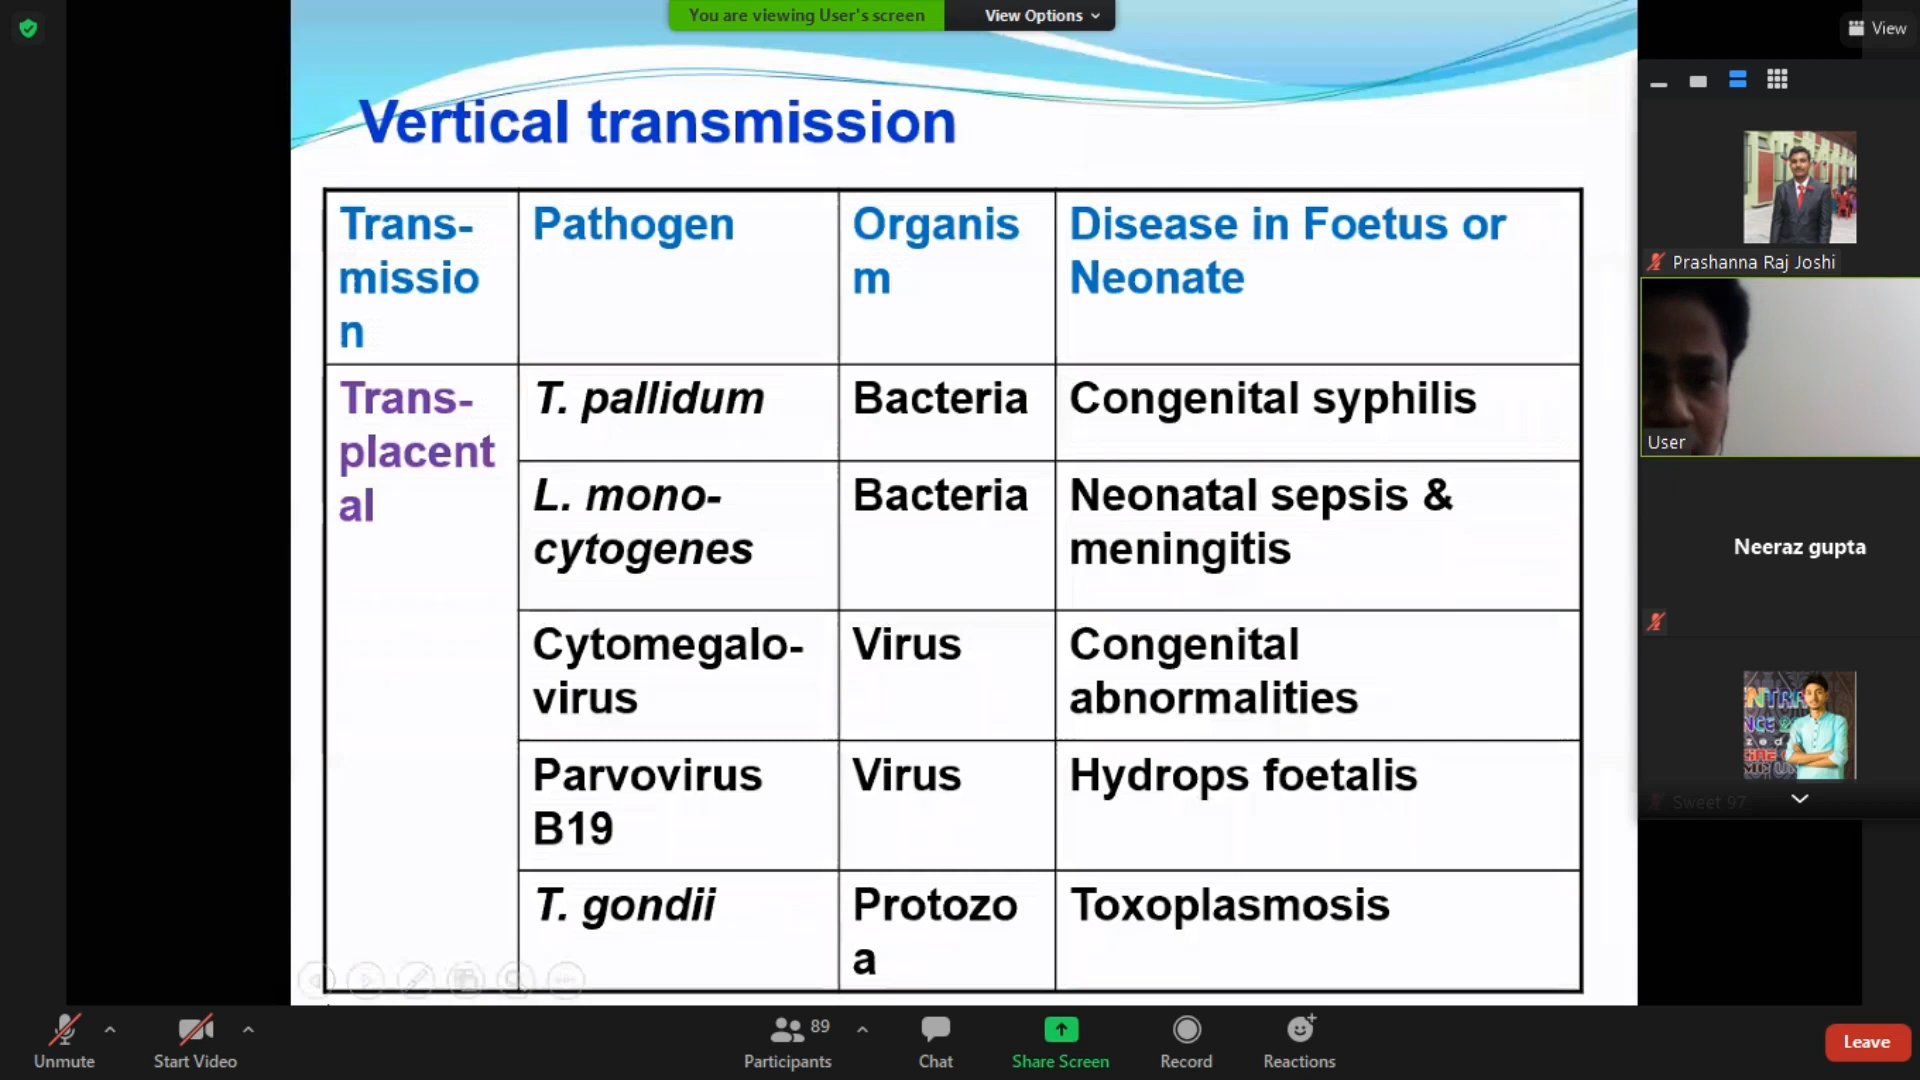 You are viewing User's screen
View Options
View
Vertical transmission
Trans-
missio
n
Pathogen
Organis
m
Disease in Foetus or
Neonate
Trans-
placent
al
T. pallidum
Bacteria
Congenital syphilis
L. mono-
cytogenes
Bacteria
Neonatal sepsis &
meningitis
Cytomegalo-
virus
Virus
Congenital
abnormalities
Parvovirus
B19
Virus
Hydrops foetalis
T. gondii
Protozo
a
Toxoplasmosis
Prashanna Raj Joshi
User
Neeraz gupta
Sweet 97
Unmute
Start Video
89
Participants
Chat
Share Screen
Record
Reactions
Leave